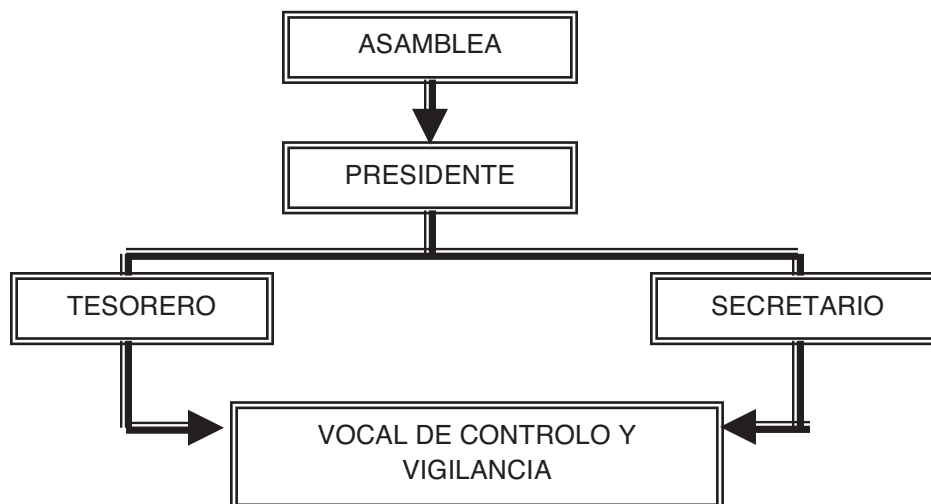 ASAMBLEA
PRESIDENTE
TESORERO
SECRETARIO
VOCAL DE CONTROLO Y
VIGILANCIA